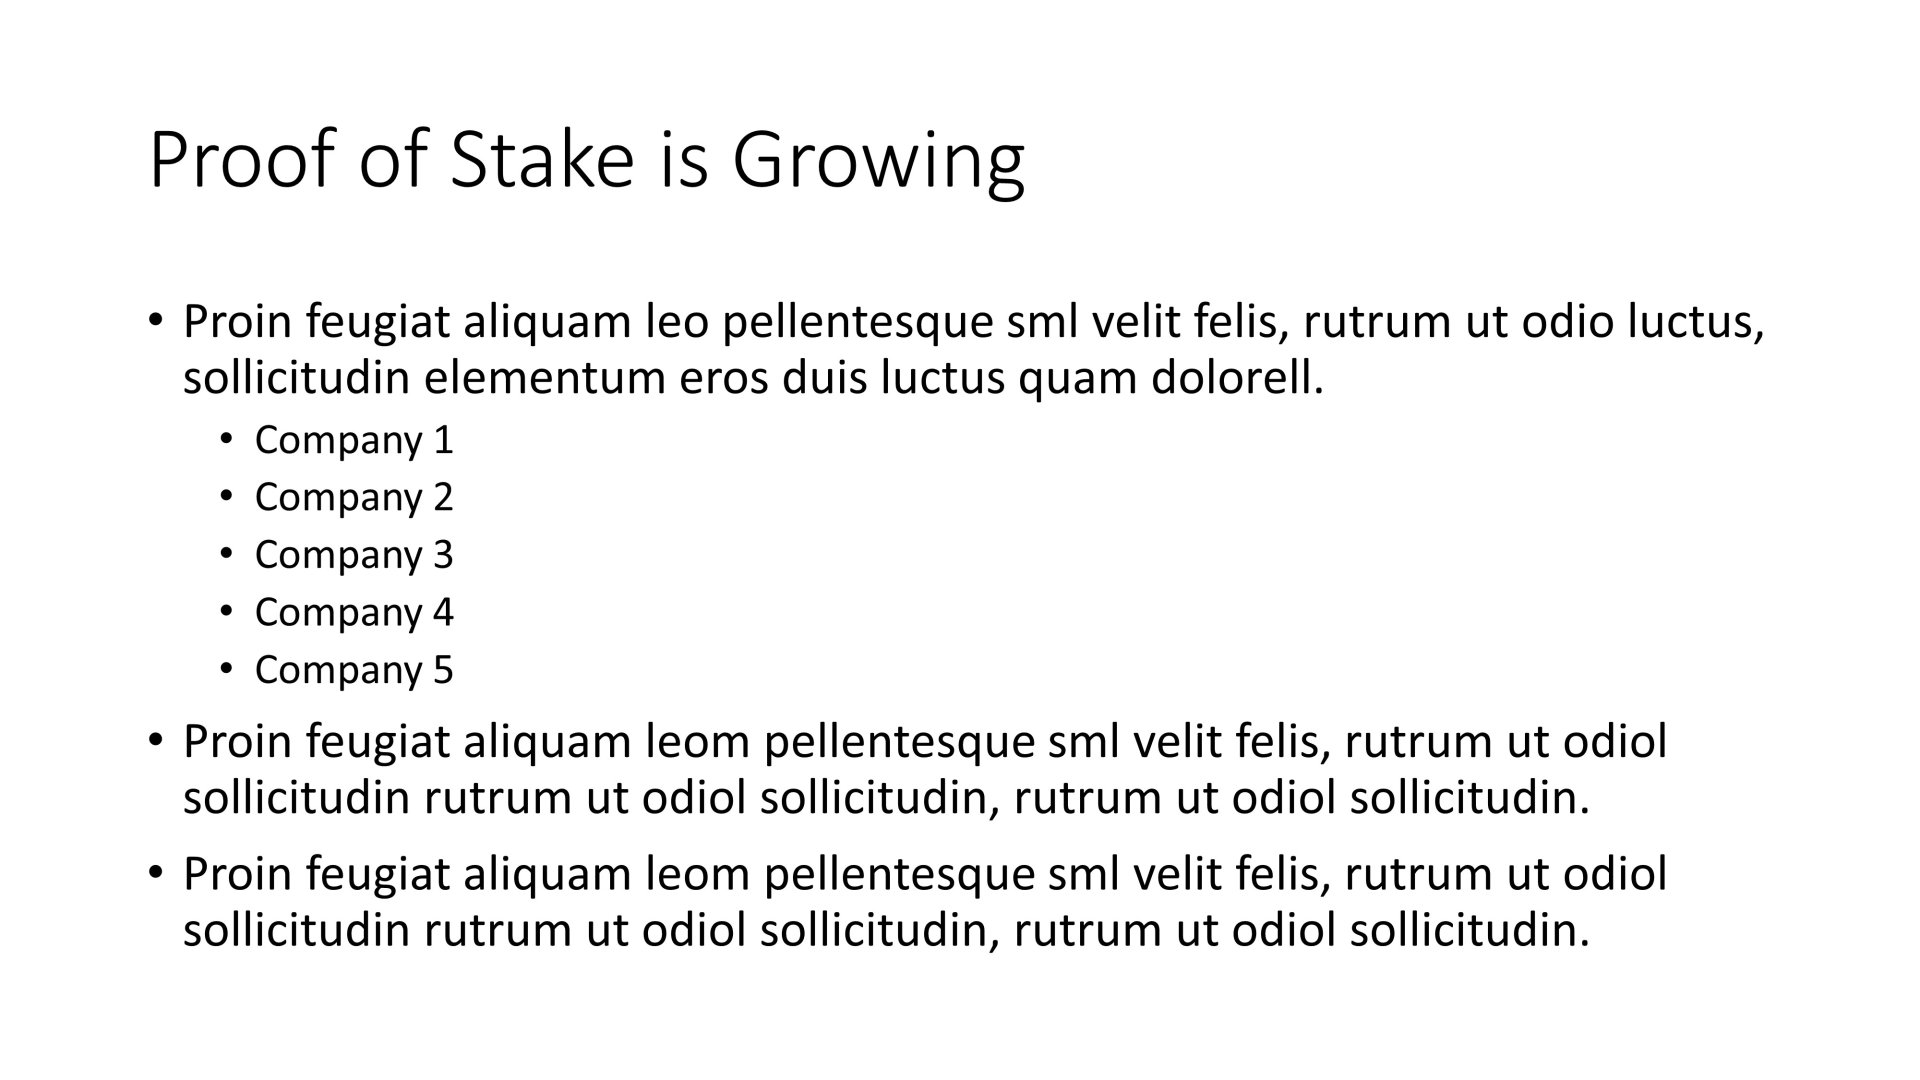 Proof of Stake is Growing
• Proin feugiat aliquam leo pellentesque sml velit felis, rutrum ut odio luctus,
sollicitudin elementum eros duis luctus quam dolorell.
• Company 1
• Company 2
• Company 3
• Company 4
• Company 5
• Proin feugiat aliquam leom pellentesque sml velit felis, rutrum ut odiol
sollicitudin rutrum ut odiol sollicitudin, rutrum ut odiol sollicitudin.
• Proin feugiat aliquam leom pellentesque sml velit felis, rutrum ut odiol
sollicitudin rutrum ut odiol sollicitudin, rutrum ut odiol sollicitudin.